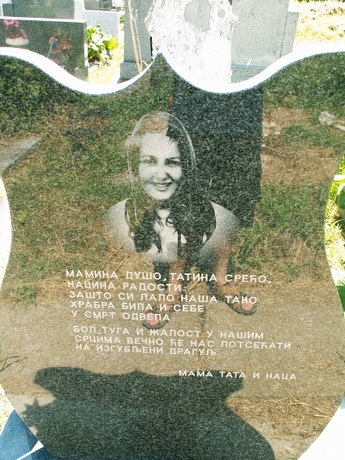 МАМИНА ДУШО, ТАТИНА СРЕЋО,
НАЦИНА РАДОСТИ,
ЗАШТО СИ ЛАПО НАША ТАКО
ХРАБРА БИЛА И СЕБЕ
У СМРТ ОДВЕЛА.
БОЛ, ТУГА И ЖАЛОСТ У НАШИМ
СРЦИМА ВЕЧНО ЋЕ НАС ПОТСЕЋАТИ
НА ИЗГУБЉЕНИ ДРАГУЉ.
МАМА ТАТА И НАЦА